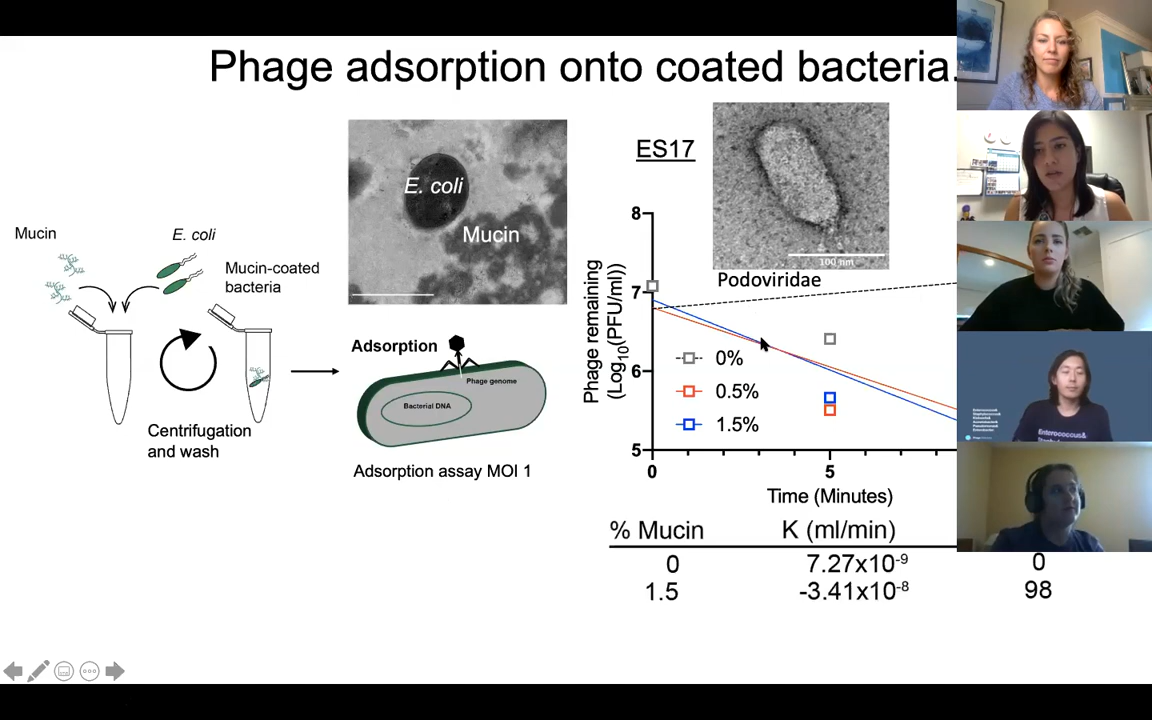 Phage adsorption onto coated bacteria.
Mucin
E. coli
Mucin-coated
bacteria
Centrifugation
and wash
E. coli
Mucin
Adsorption
Phage genome
Bacterial DNA
Adsorption assay MOI 1
ES17
100 nm
Podoviridae
Phage remaining
(Log10(PFU/ml))
8
7
6
5
0%
0.5%
1.5%
0
5
Time (Minutes)
% Mucin
K (ml/min)
0
7.27x10-9
0
1.5
-3.41x10-8
98
Enterococcus&